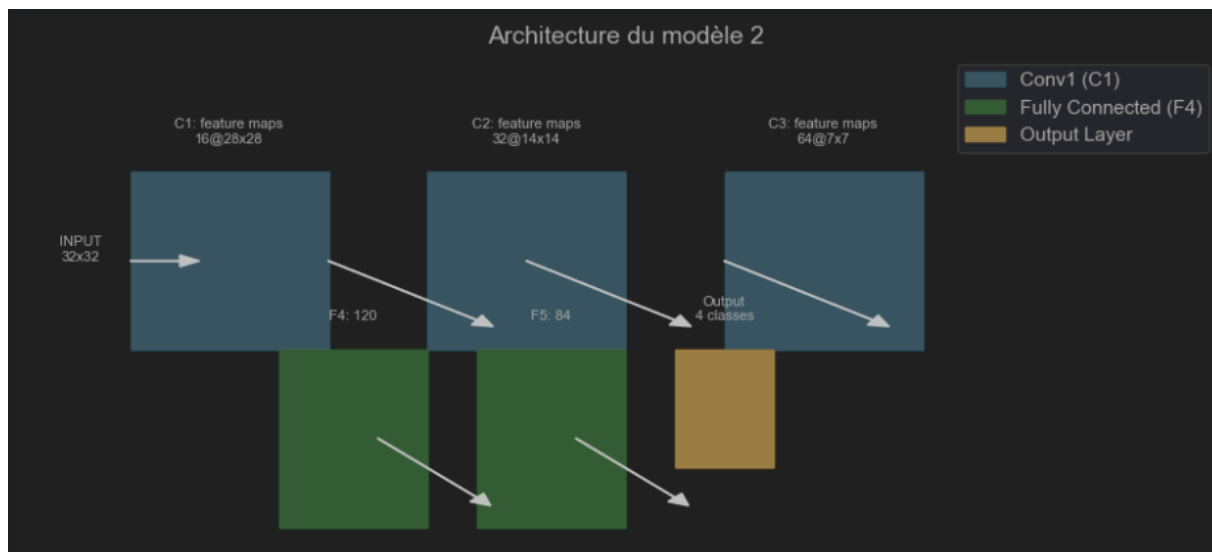 Architecture du modèle 2
Conv1 (C1)
Fully Connected (F4)
Output Layer
C1: feature maps
16@28x28
C2: feature maps
32@14x14
C3: feature maps
64@7x7
INPUT
32x32
F4: 120
F5: 84
Output
4 classes